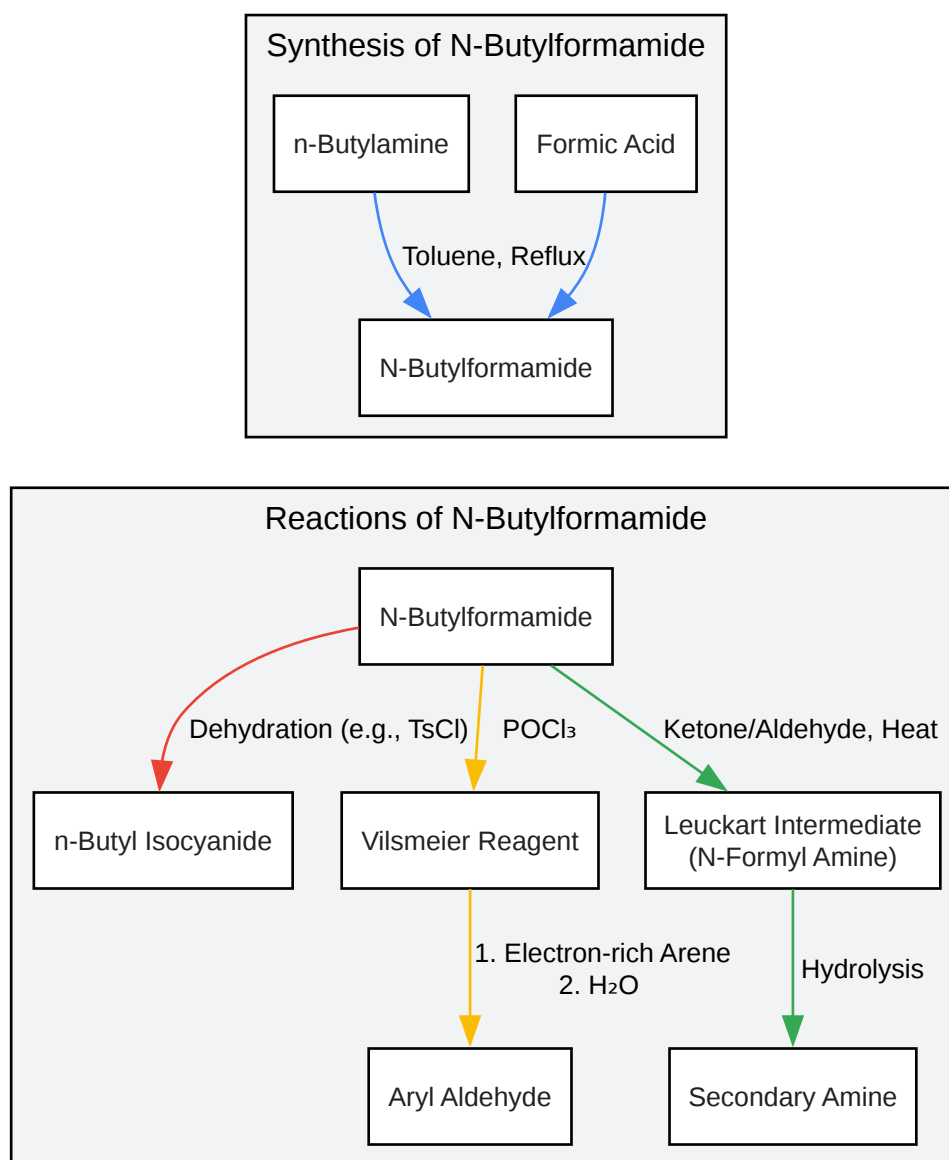 Synthesis of N-Butylformamide
n-Butylamine
Formic Acid
Toluene, Reflux
N-Butylformamide
Reactions of N-Butylformamide
N-Butylformamide
Dehydration (e.g., TsCl)
POCl₃
Ketone/Aldehyde, Heat
n-Butyl Isocyanide
Vilsmeier Reagent
Leuckart Intermediate
(N-Formyl Amine)
1. Electron-rich Arene
2. H₂O
Hydrolysis
Aryl Aldehyde
Secondary Amine